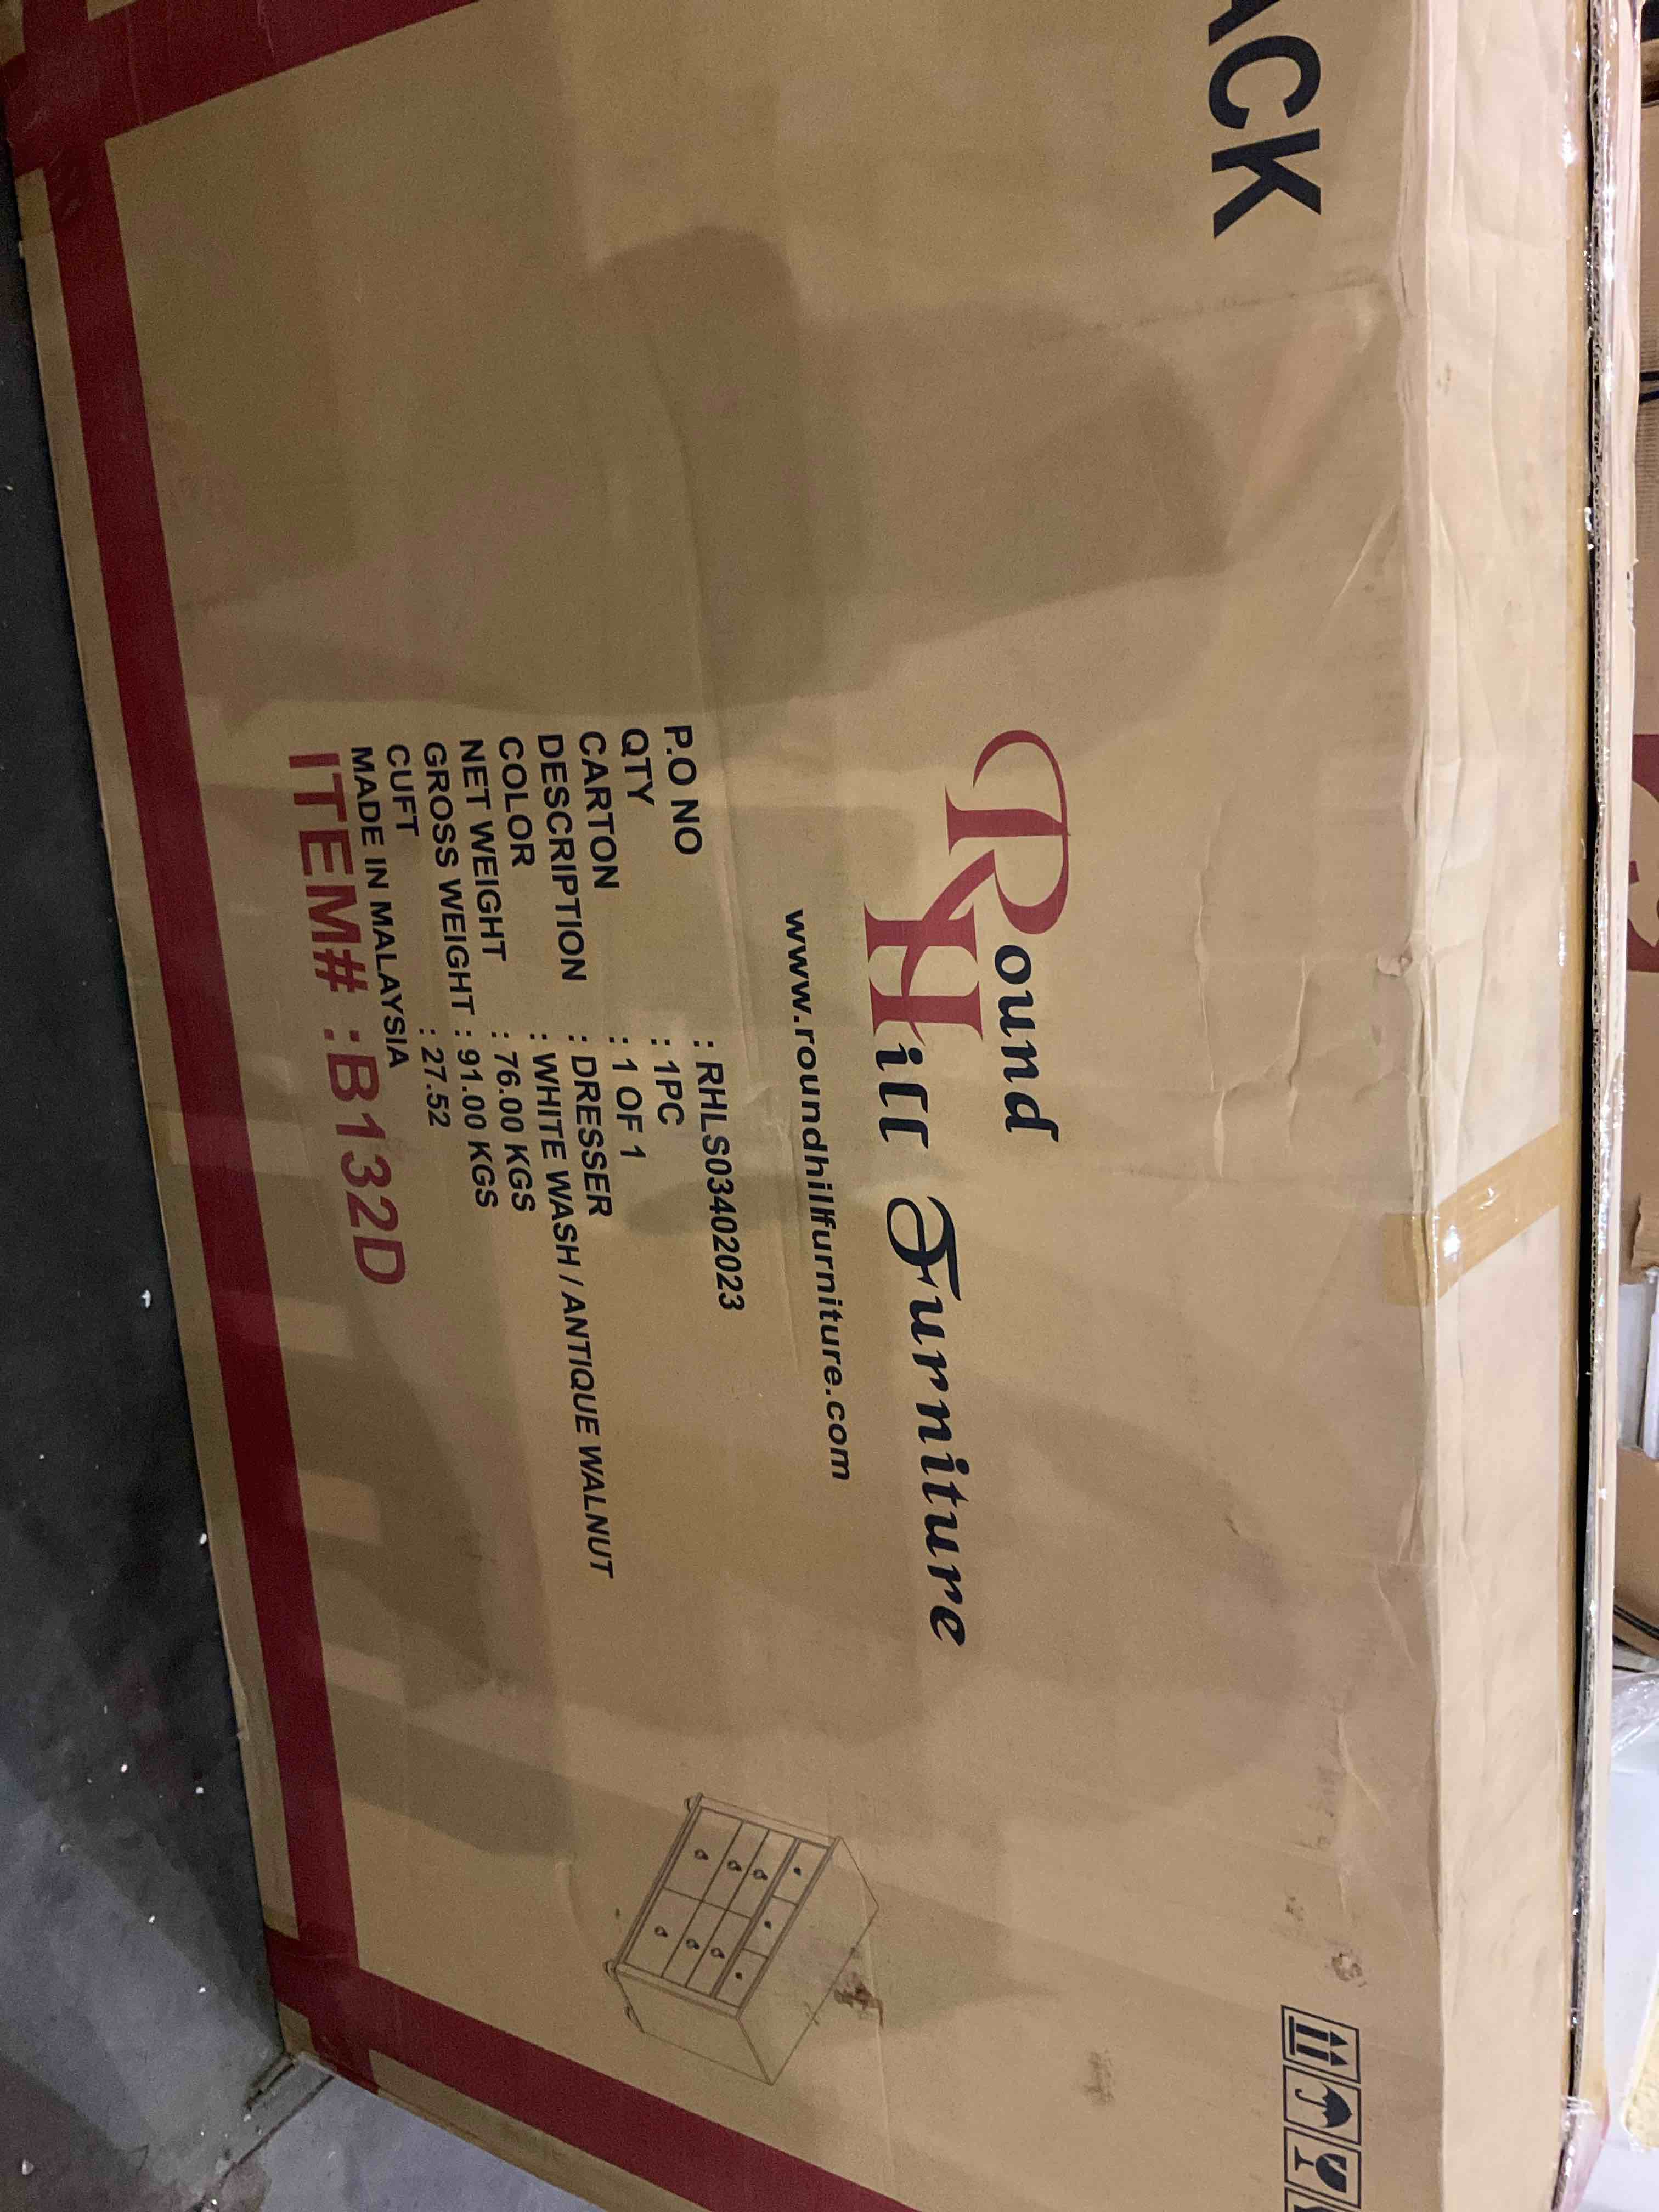 ACK
Round
Hill Furniture
www.roundhillfurniture.com
P.O NO : RHLS03402023
QTY : 1PC
CARTON : 1 OF 1
DESCRIPTION : DRESSER
COLOR : WHITE WASH / ANTIQUE WALNUT
NET WEIGHT : 76.00 KGS
GROSS WEIGHT : 91.00 KGS
CUFT : 27.52
MADE IN MALAYSIA
ITEM# :B132D